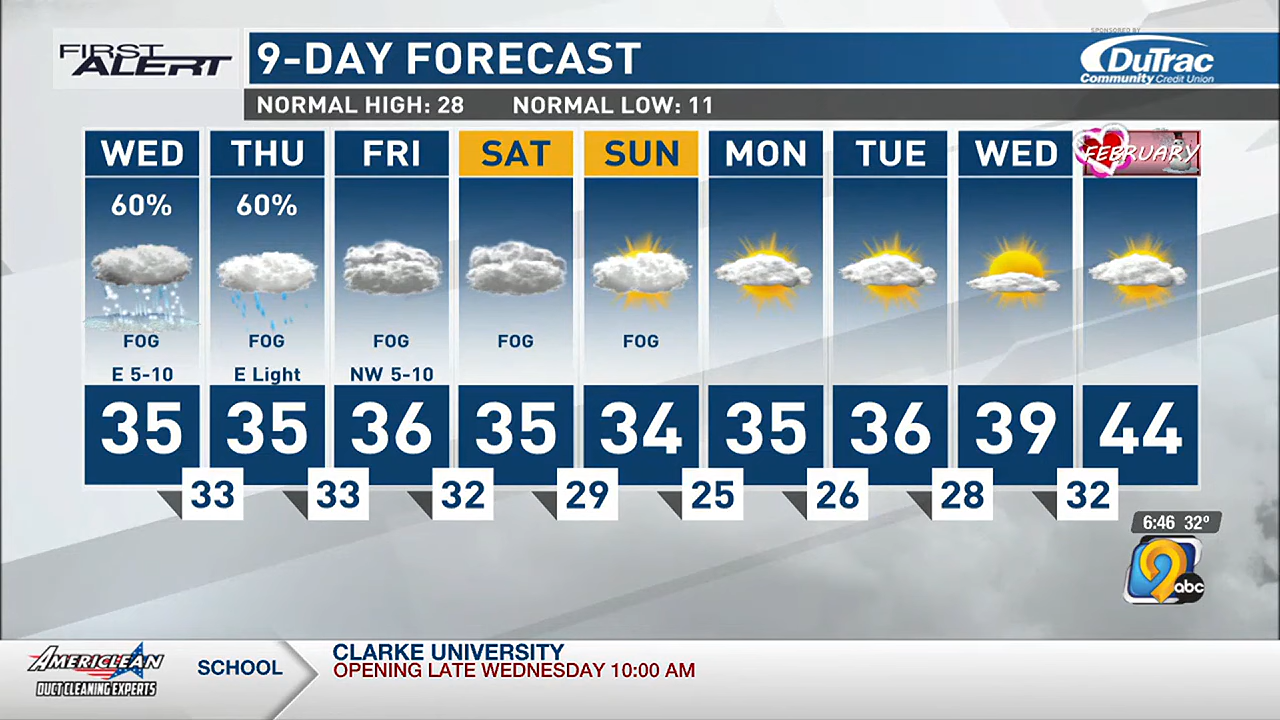 FIRST
ALERT
9-DAY FORECAST
SPONSORED BY
DuTrac
Community Credit Union
NORMAL HIGH: 28 NORMAL LOW: 11
WED THU FRI SAT SUN MON TUE WED FEBRUARY
60% 60%
FOG FOG FOG FOG FOG
E 5-10 E Light NW 5-10
35 35 36 35 34 35 36 39 44
33 33 32 29 25 26 28 32
6:46 32º
9
abc
AMERICLEAN
DUCT CLEANING EXPERTS
SCHOOL
CLARKE UNIVERSITY
OPENING LATE WEDNESDAY 10:00 AM